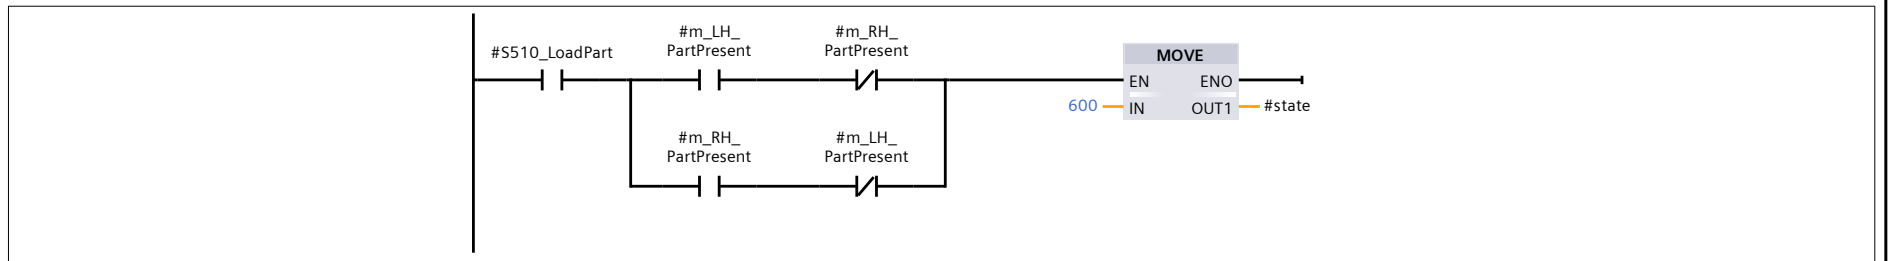 #S510_LoadPart
#m_LH_
PartPresent
#m_RH_
PartPresent
MOVE
EN ENO
600 IN OUT1 #state
#m_RH_
PartPresent
#m_LH_
PartPresent